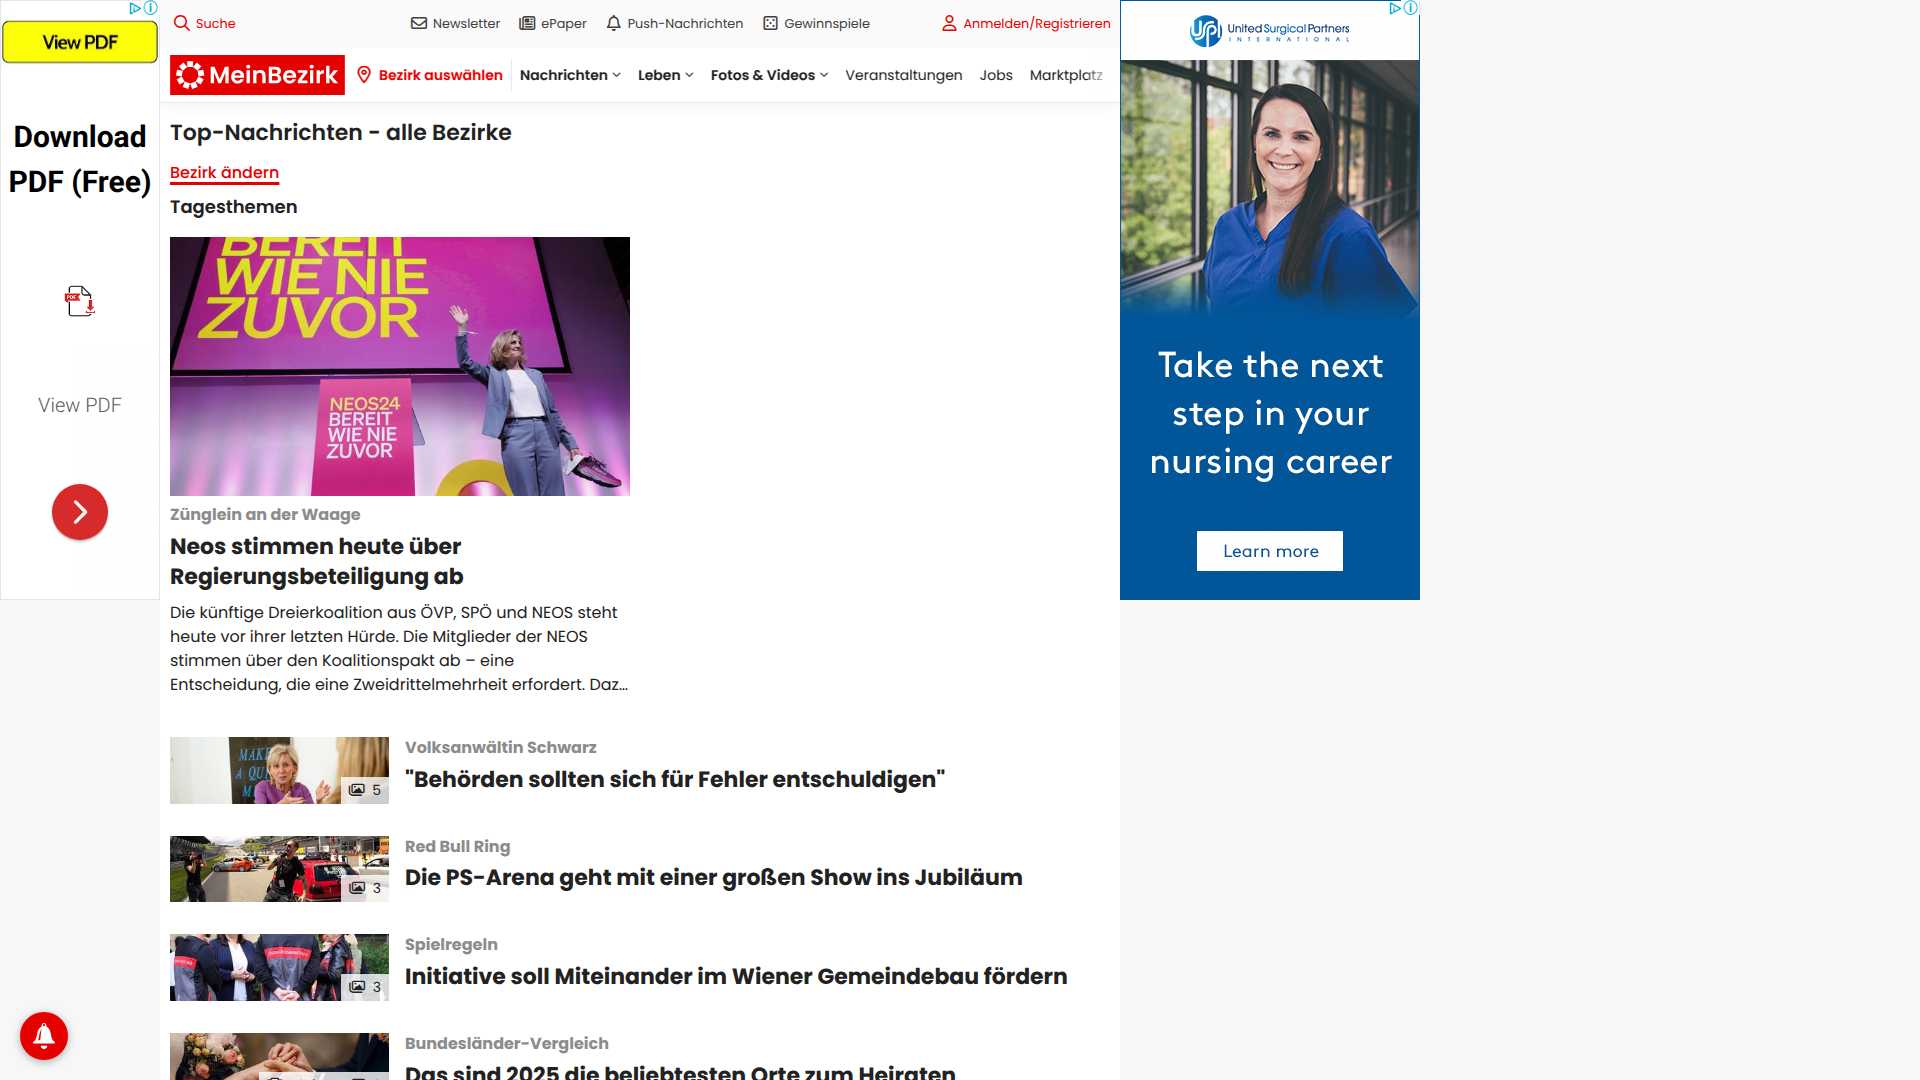 View PDF
Download
PDF (Free)
View PDF
Suche
Newsletter
ePaper
Push-Nachrichten
Gewinnspiele
Anmelden/Registrieren
MeinBezirk
Bezirk auswählen
Nachrichten
Leben
Fotos & Videos
Veranstaltungen
Jobs
Marktplatz
Top-Nachrichten - alle Bezirke
Bezirk ändern
Tagesthemen
BEREIT
WIE NIE
ZUVOR
NEOS24
BEREIT
WIE NIE
ZUVOR
Zünglein an der Waage
Neos stimmen heute über
Regierungsbeteiligung ab
Die künftige Dreierkoalition aus ÖVP, SPÖ und NEOS steht
heute vor ihrer letzten Hürde. Die Mitglieder der NEOS
stimmen über den Koalitionspakt ab – eine
Entscheidung, die eine Zweidrittelmehrheit erfordert. Daz...
MAKE
A QU
5
Volksanwältin Schwarz
"Behörden sollten sich für Fehler entschuldigen"
3
Red Bull Ring
Die PS-Arena geht mit einer großen Show ins Jubiläum
3
Spielregeln
Initiative soll Miteinander im Wiener Gemeindebau fördern
Bundesländer-Vergleich
Das sind 2025 die beliebtesten Orte zum Heiraten
USPI
United Surgical Partners
INTERNATIONAL
Take the next
step in your
nursing career
Learn more